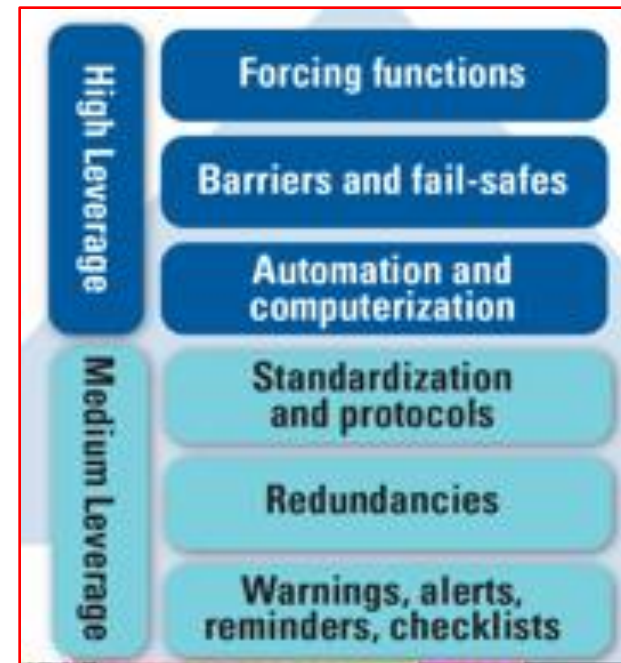 High Leverage
Forcing functions
Barriers and fail-safes
Automation and
computerization
Medium Leverage
Standardization
and protocols
Redundancies
Warnings, alerts,
reminders, checklists